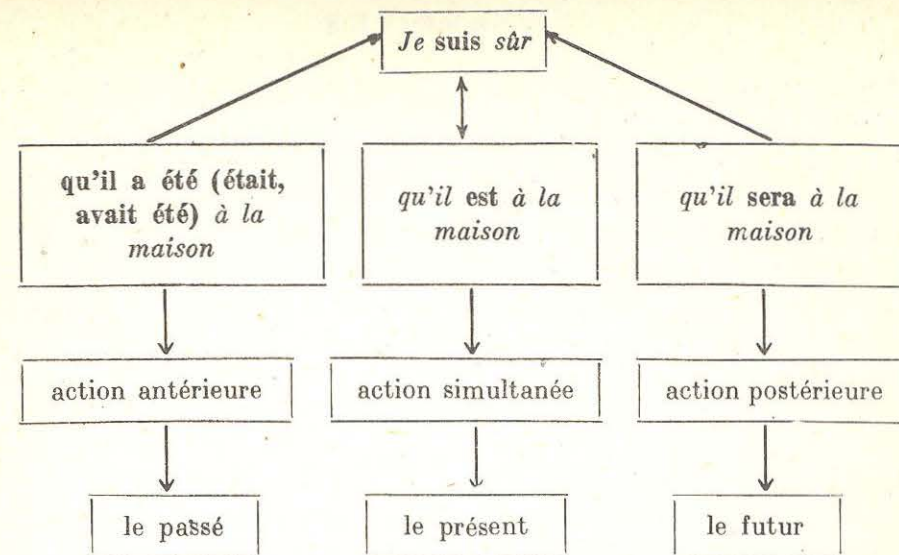 Je suis sûr
qu'il a été (était,
avait été) à la
maison
qu'il est à la
maison
qu'il sera à la
maison
action antérieure
action simultanée
action postérieure
le passé
le présent
le futur